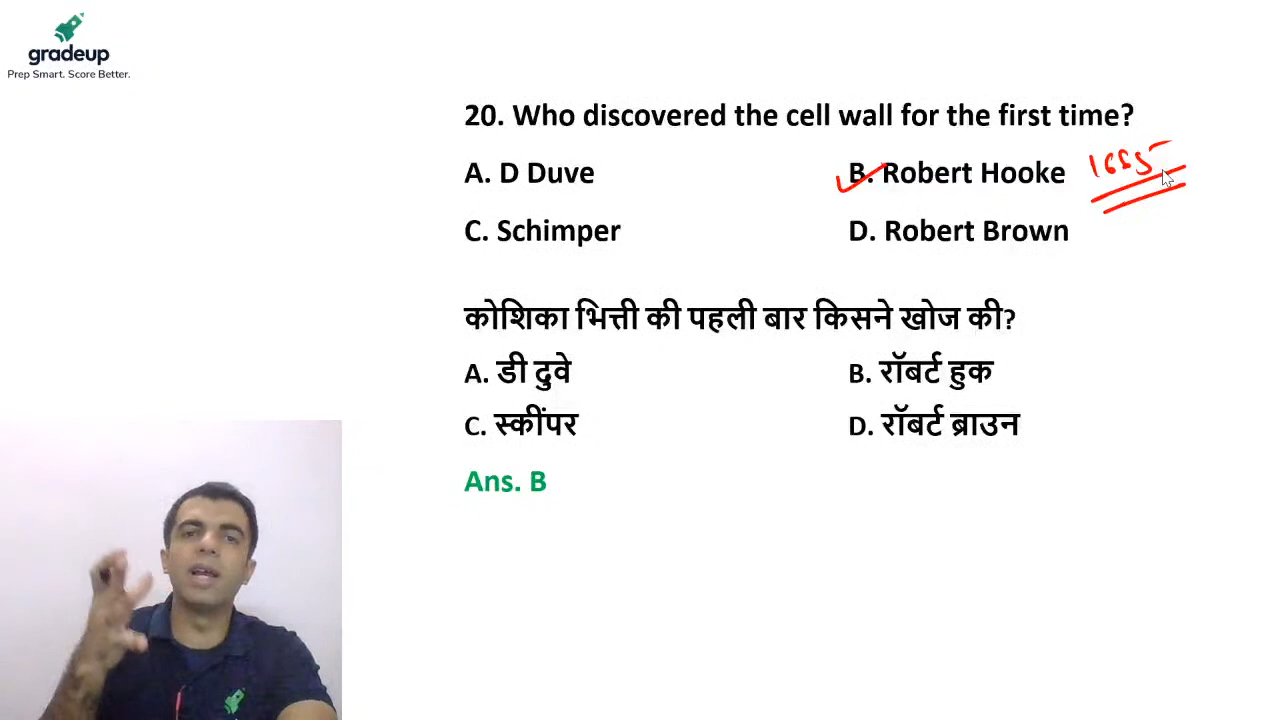 gradeup
Prep Smart. Score Better.
20. Who discovered the cell wall for the first time?
A. D Duve
B. Robert Hooke 1665
C. Schimper
D. Robert Brown
कोशिका भित्ती की पहली बार किसने खोज की?
A. डी दुवे
B. रॉबर्ट हुक
C. स्कींपर
D. रॉबर्ट ब्राउन
Ans. B